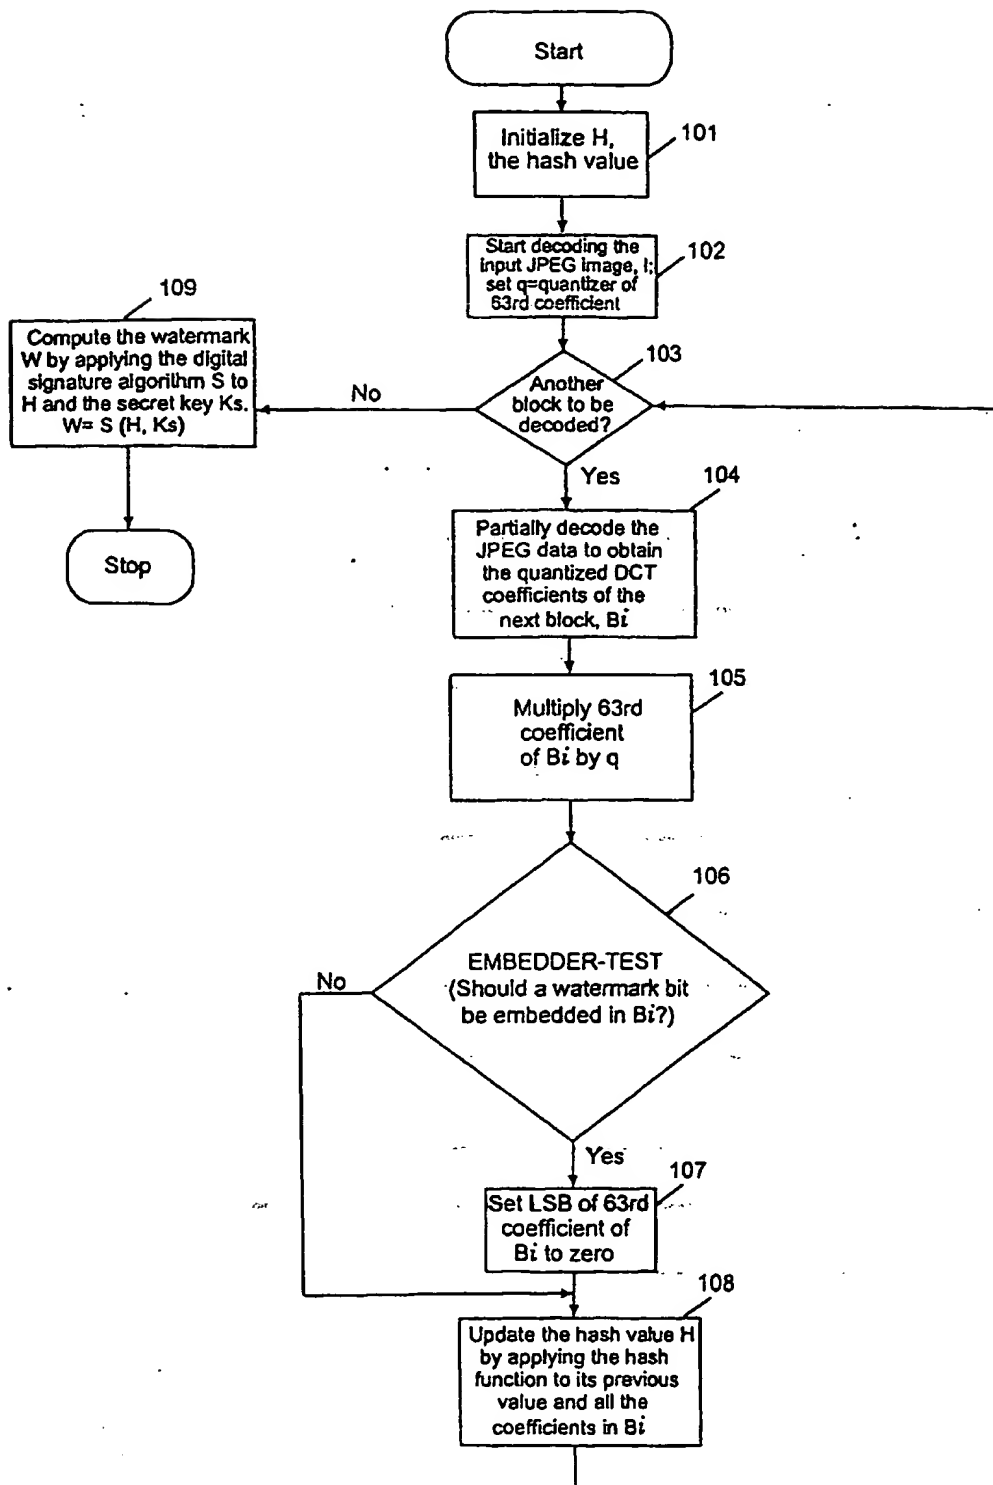 Start
Initialize H,
the hash value
101
Start decoding the
input JPEG image, I;
set q=quantizer of
63rd coefficient
102
109
Compute the watermark
W by applying the digital
signature algorithm S to
H and the secret key Ks.
W= S (H, Ks)
No
103
Another
block to be
decoded?
Yes
Stop
104
Partially decode the
JPEG data to obtain
the quantized DCT
coefficients of the
next block, Bi
105
Multiply 63rd
coefficient
of Bi by q
106
EMBEDDER-TEST
(Should a watermark bit
be embedded in Bi?)
No
Yes
107
Set LSB of 63rd
coefficient of
Bi to zero
108
Update the hash value H
by applying the hash
function to its previous
value and all the
coefficients in Bi